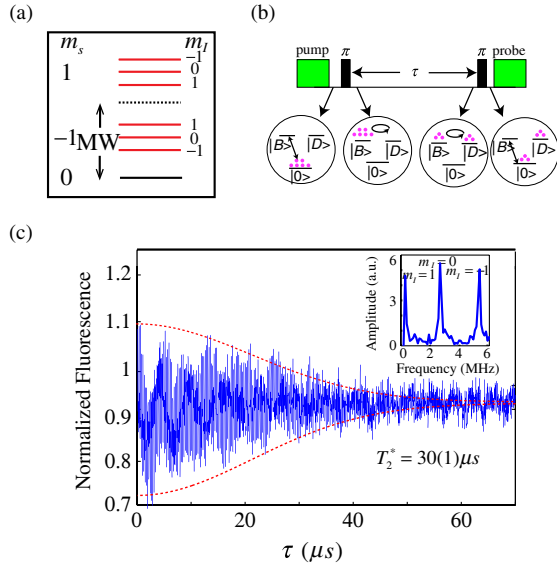 (a)
m_s
m_I
1
−1
0
1
−1
MW
1
0
−1
0
(b)
pump
π
τ
π
probe
|B>
|D>
|0>
|B>
|D>
|0>
|B>
|D>
|0>
|B>
|D>
|0>
(c)
Normalized Fluorescence
1.2
1.1
1
0.9
0.8
0.7
0
20
40
60
τ (μs)
T_2^* = 30(1)μs
Amplitude (a.u.)
6
5
4
2
0
m_I=0
m_I=1
m_I=-1
0
2
4
6
Frequency (MHz)